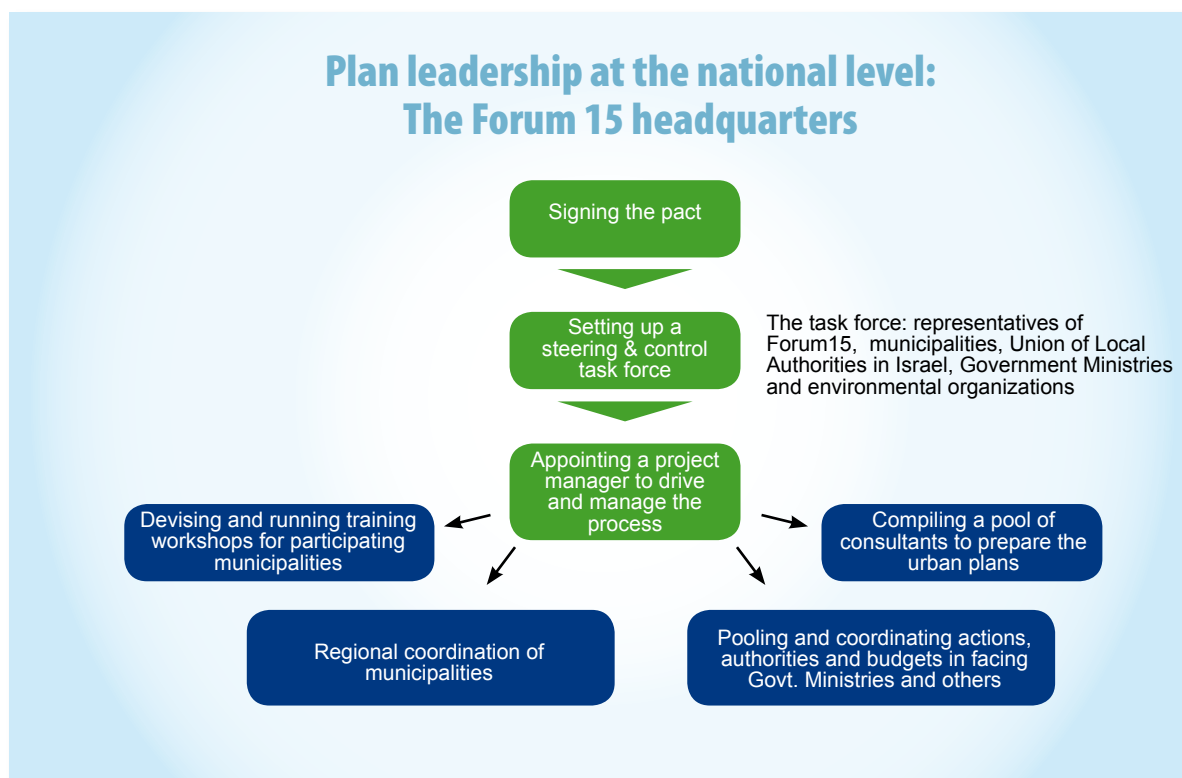 Plan leadership at the national level:
The Forum 15 headquarters
Signing the pact
Setting up a
steering & control
task force
The task force: representatives of
Forum15, municipalities, Union of Local
Authorities in Israel, Government Ministries
and environmental organizations
Appointing a project
manager to drive
and manage the
process
Devising and running training
workshops for participating
municipalities
Compiling a pool of
consultants to prepare the
urban plans
Regional coordination of
municipalities
Pooling and coordinating actions,
authorities and budgets in facing
Govt. Ministries and others